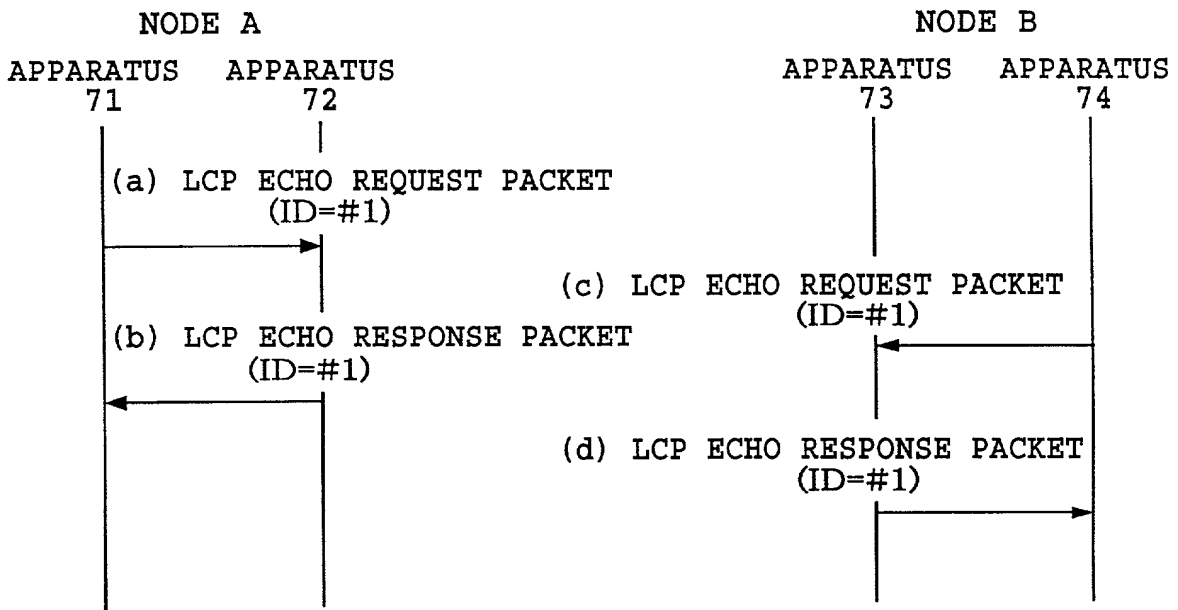 NODE A
NODE B
APPARATUS 71
APPARATUS 72
APPARATUS 73
APPARATUS 74
(a) LCP ECHO REQUEST PACKET
(ID=#1)
(c) LCP ECHO REQUEST PACKET
(ID=#1)
(b) LCP ECHO RESPONSE PACKET
(ID=#1)
(d) LCP ECHO RESPONSE PACKET
(ID=#1)